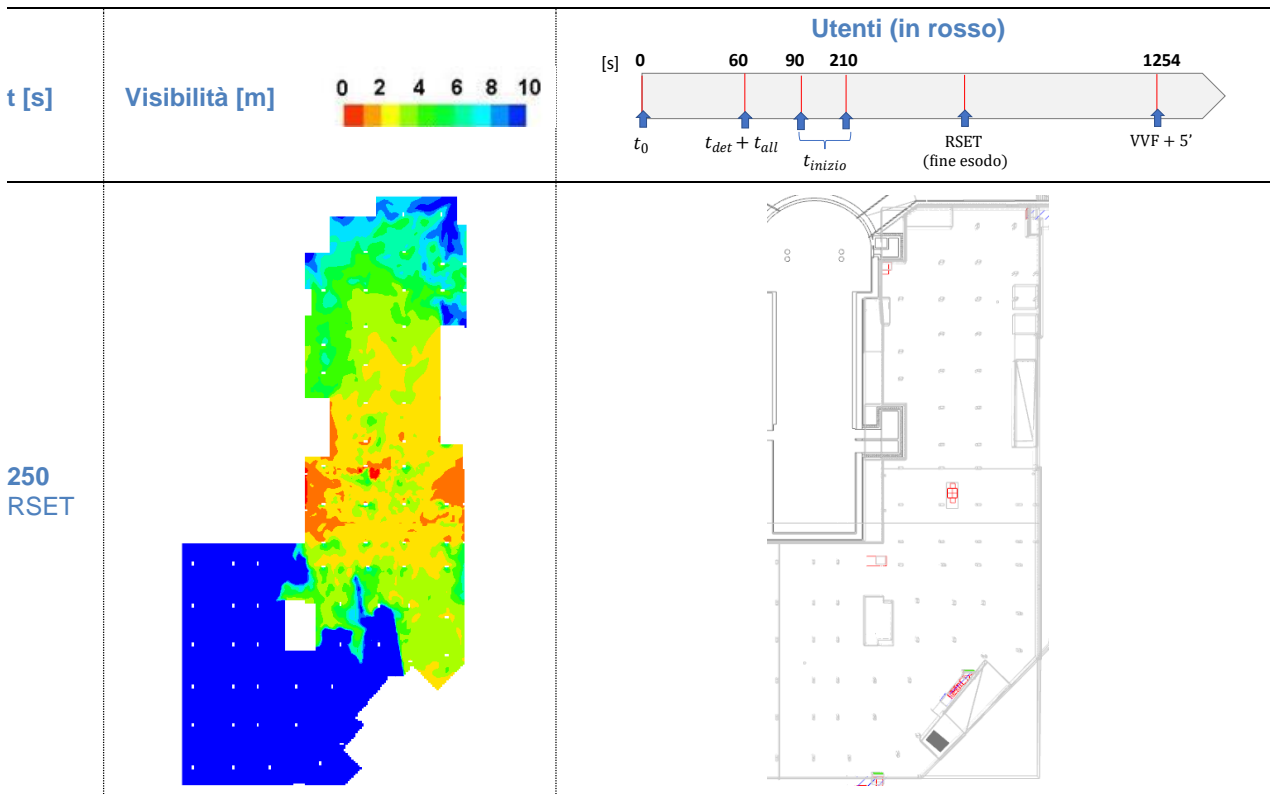 t [s]
Visibilità [m]
0 2 4 6 8 10
Utenti (in rosso)
[s] 0 60 90 210 1254
t0 tdet + tall tinizio RSET (fine esodo) VVF + 5'
250
RSET